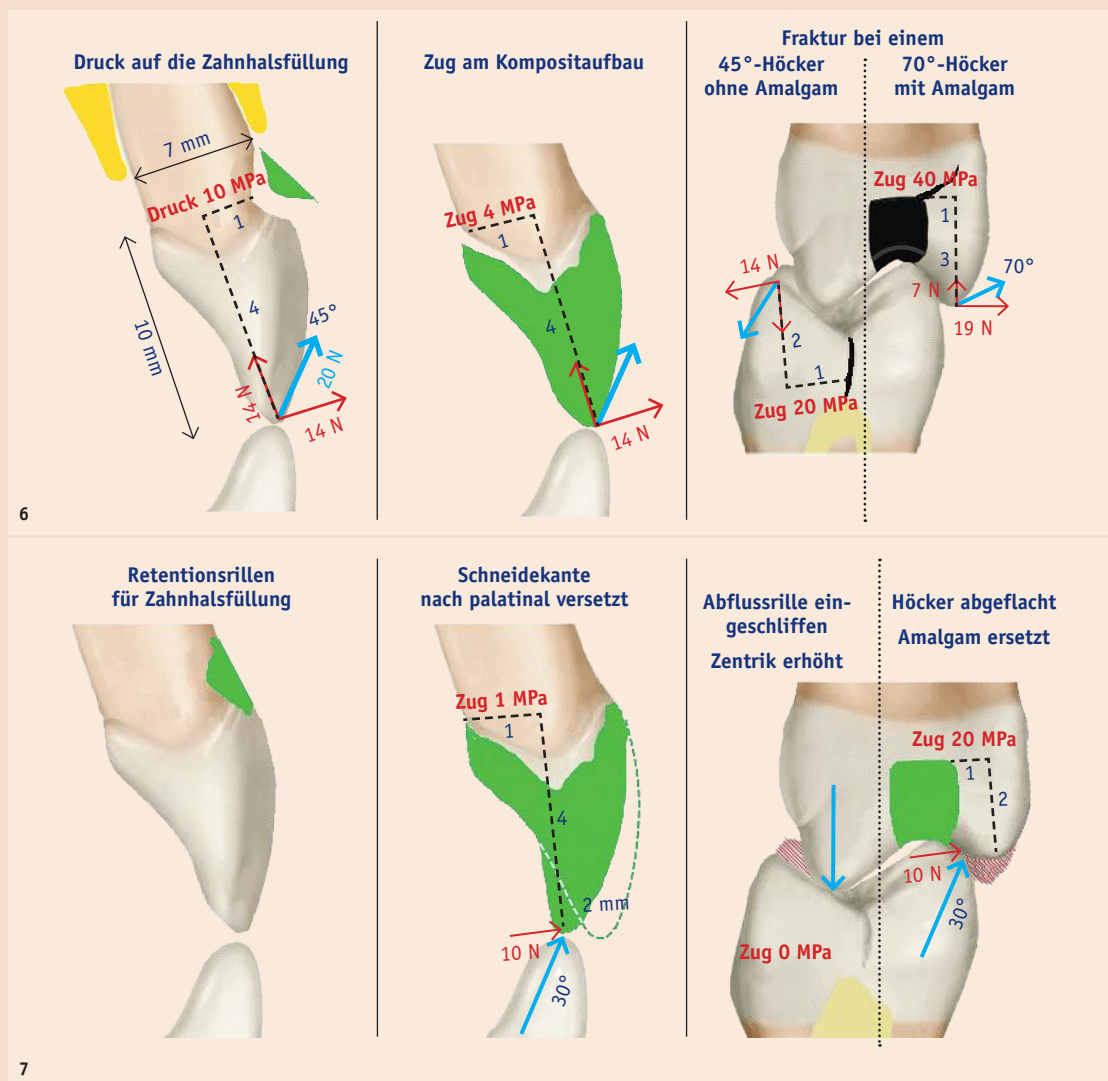 Druck auf die Zahnhalsfüllung
7 mm
Druck 10 MPa
1
4
10 mm
45°
20 N
14 N
14 N
Zug am Kompositaufbau
Zug 4 MPa
1
4
14 N
Fraktur bei einem
45°-Höcker
ohne Amalgam
70°-Höcker
mit Amalgam
Zug 40 MPa
1
3
14 N
7 N
70°
19 N
2
1
Zug 20 MPa
6
Retentionsrillen
für Zahnhalsfüllung
Schneidekante
nach palatinal versetzt
Zug 1 MPa
1
4
2 mm
10 N
30°
Abflussrille ein-
geschliffen
Zentrik erhöht
Höcker abgeflacht
Amalgam ersetzt
Zug 20 MPa
1
2
10 N
30°
Zug 0 MPa
7